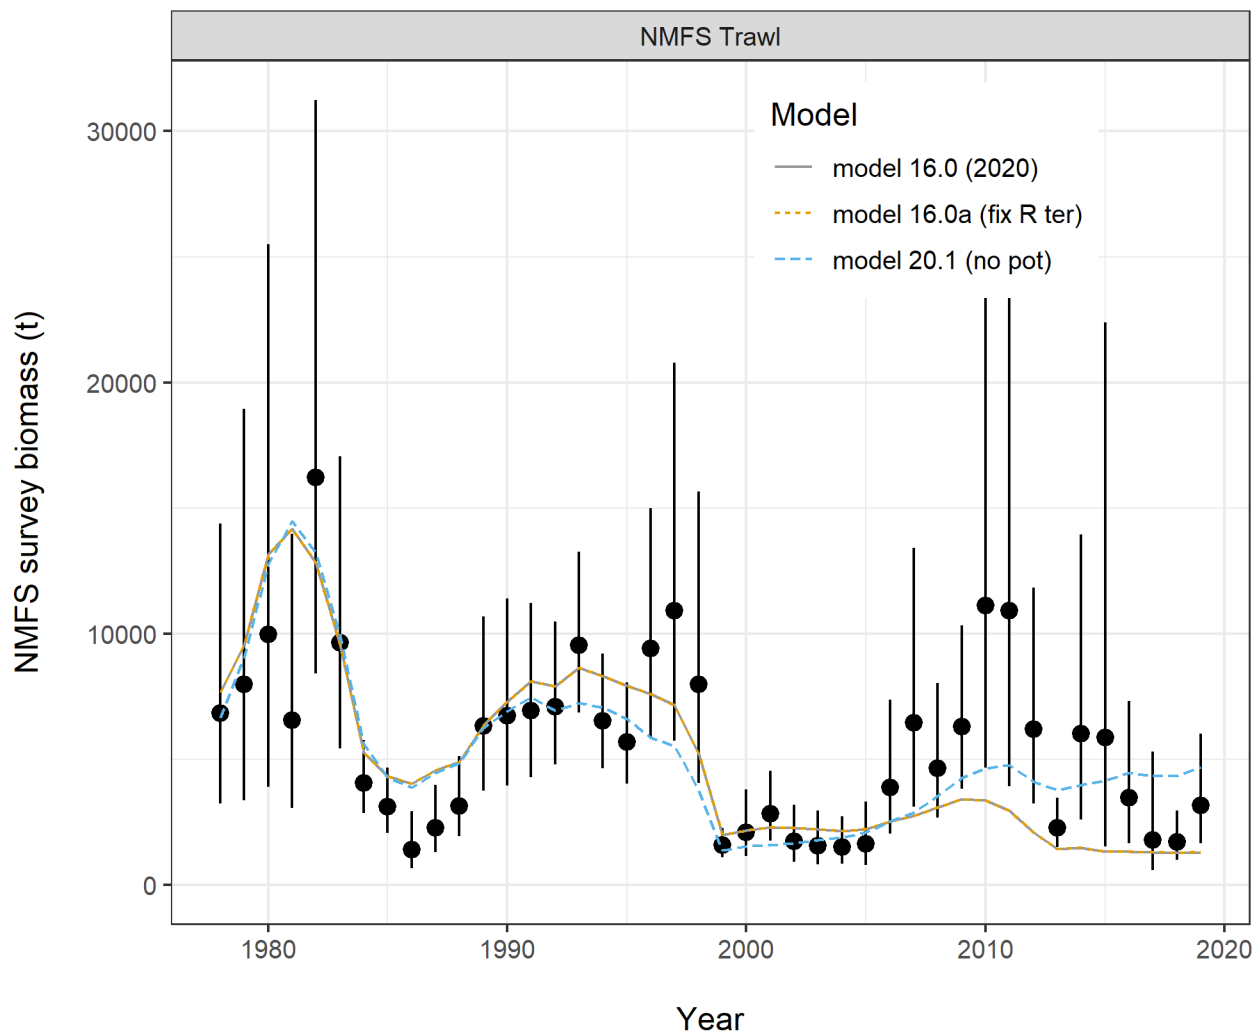 NMFS Trawl
Model
model 16.0 (2020)
model 16.0a (fix R ter)
model 20.1 (no pot)
NMFS survey biomass (t)
30000
20000
10000
0
1980
1990
2000
2010
2020
Year